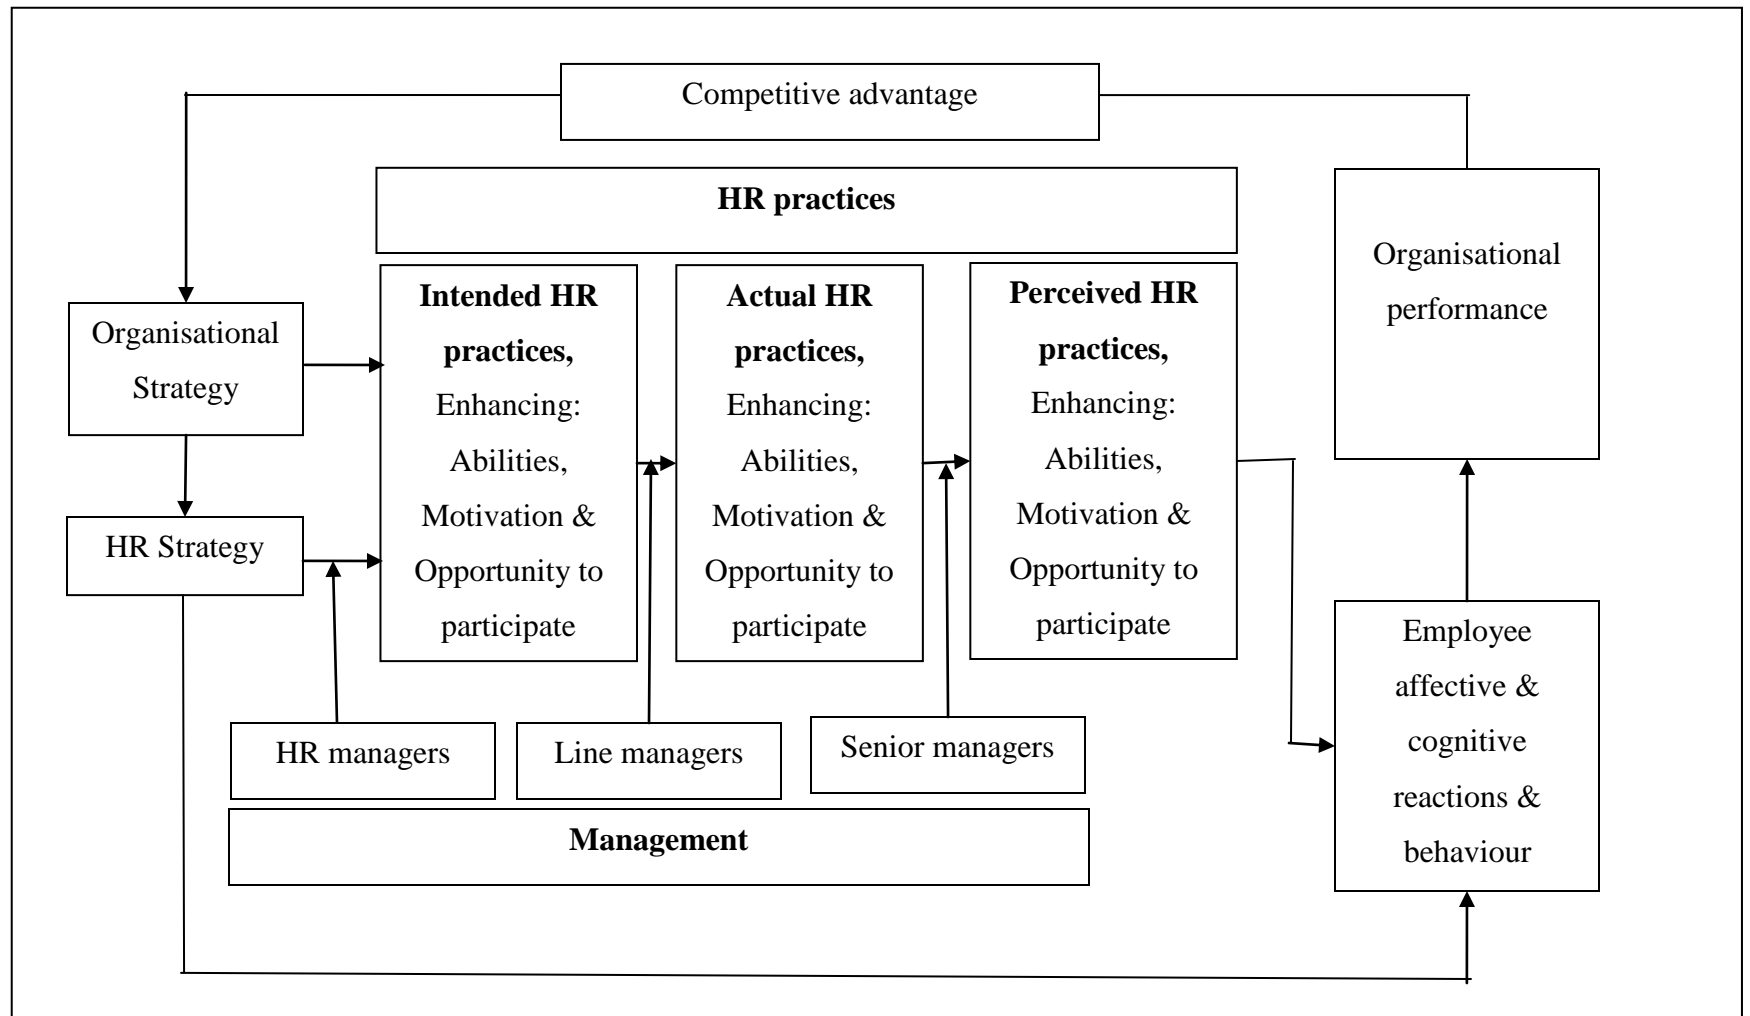 Competitive advantage
HR practices
Organisational
performance
Intended HR
practices,
Enhancing:
Abilities,
Motivation &
Opportunity to
participate
Actual HR
practices,
Enhancing:
Abilities,
Motivation &
Opportunity to
participate
Perceived HR
practices,
Enhancing:
Abilities,
Motivation &
Opportunity to
participate
Organisational
Strategy
HR Strategy
Employee
affective &
cognitive
reactions &
behaviour
HR managers
Line managers
Senior managers
Management